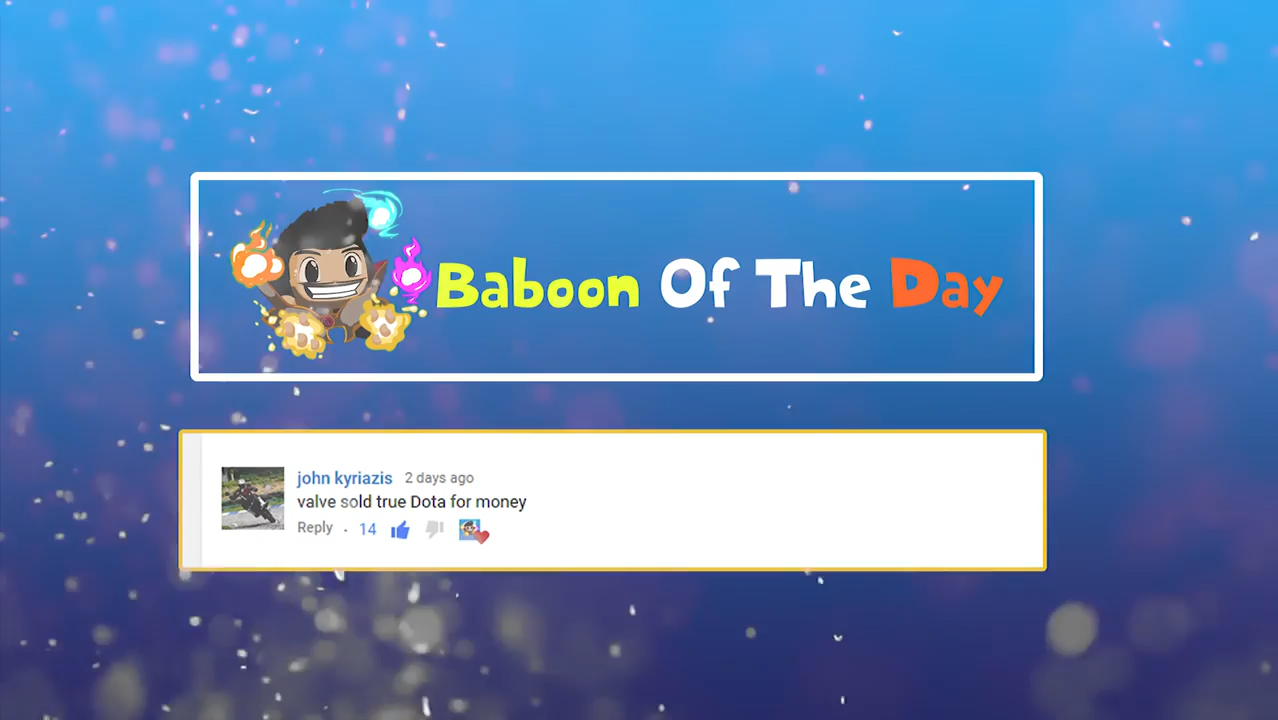 Baboon Of The Day
john kyriazis 2 days ago
valve sold true Dota for money
Reply . 14